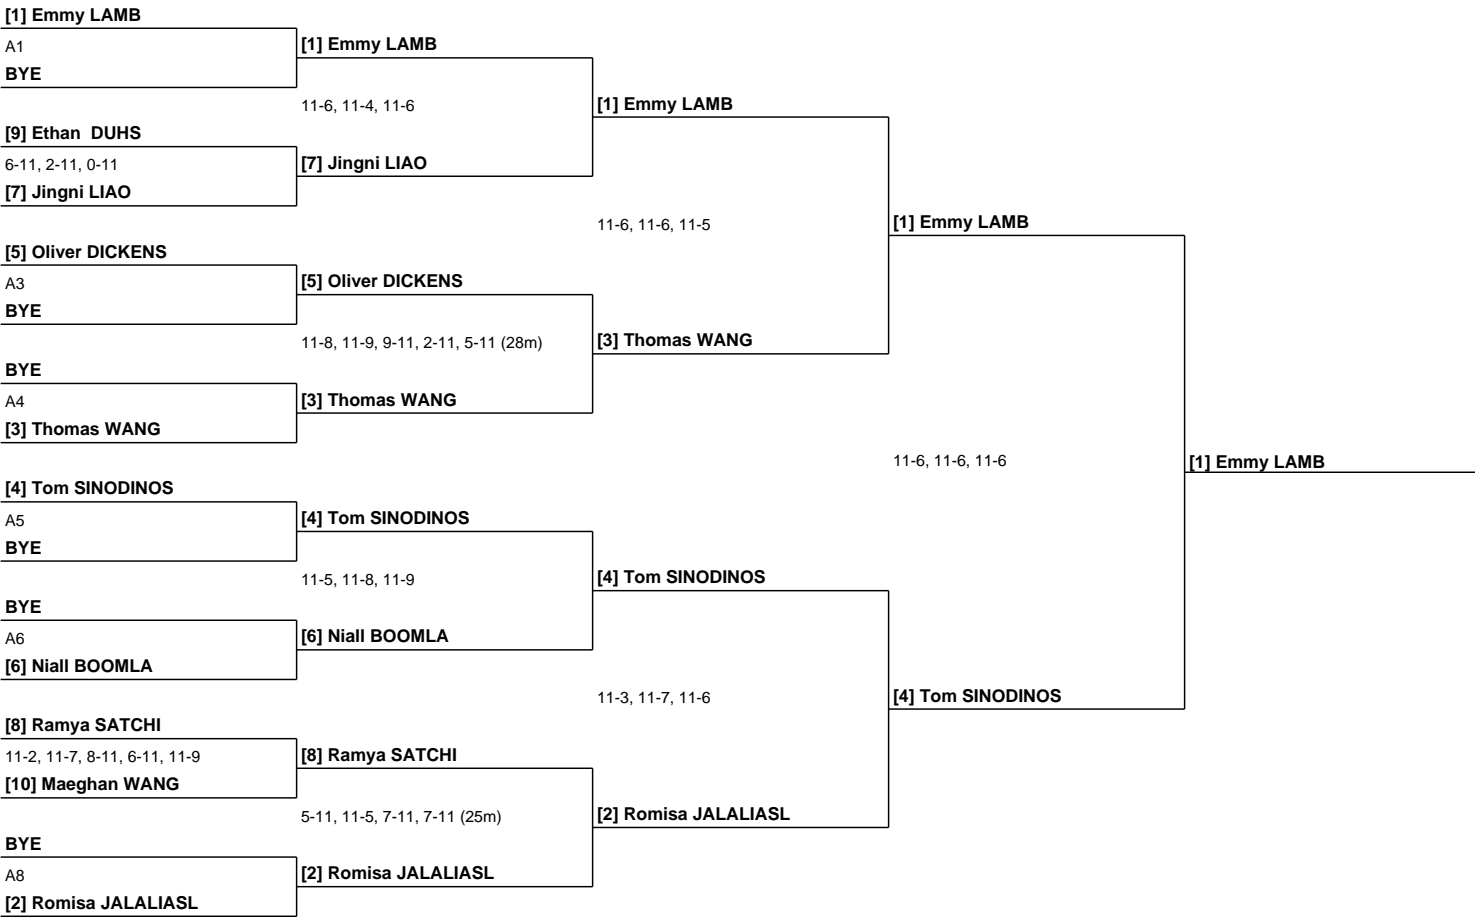 [1] Emmy LAMB
A1
BYE
[9] Ethan  DUHS
6-11, 2-11, 0-11
[7] Jingni LIAO
[5] Oliver DICKENS
A3
BYE
BYE
A4
[3] Thomas WANG
[4] Tom SINODINOS
A5
BYE
BYE
A6
[6] Niall BOOMLA
[8] Ramya SATCHI
11-2, 11-7, 8-11, 6-11, 11-9
[10] Maeghan WANG
BYE
A8
[2] Romisa JALALIASL
[1] Emmy LAMB
11-6, 11-4, 11-6
[7] Jingni LIAO
[5] Oliver DICKENS
11-8, 11-9, 9-11, 2-11, 5-11 (28m)
[3] Thomas WANG
[4] Tom SINODINOS
11-5, 11-8, 11-9
[6] Niall BOOMLA
[8] Ramya SATCHI
5-11, 11-5, 7-11, 7-11 (25m)
[2] Romisa JALALIASL
[1] Emmy LAMB
11-6, 11-6, 11-5
[3] Thomas WANG
[4] Tom SINODINOS
11-3, 11-7, 11-6
[2] Romisa JALALIASL
[1] Emmy LAMB
11-6, 11-6, 11-6
[4] Tom SINODINOS
[1] Emmy LAMB